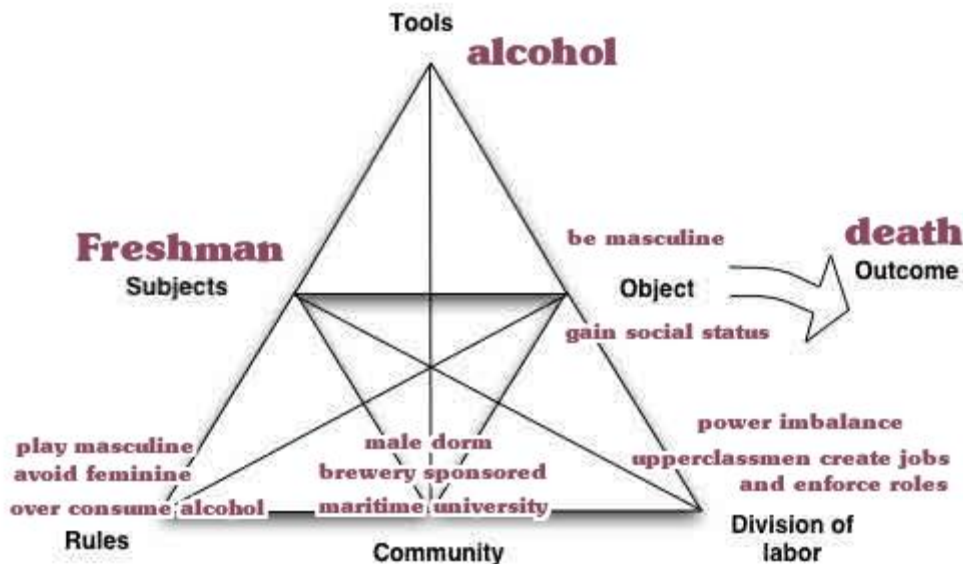 Tools
alcohol
be masculine
Freshman
Subjects
Object
death
Outcome
gain social status
play masculine
avoid feminine
over consume alcohol
Rules
male dorm
brewery sponsored
maritime university
Community
power imbalance
upperclassmen create jobs
and enforce roles
Division of
labor